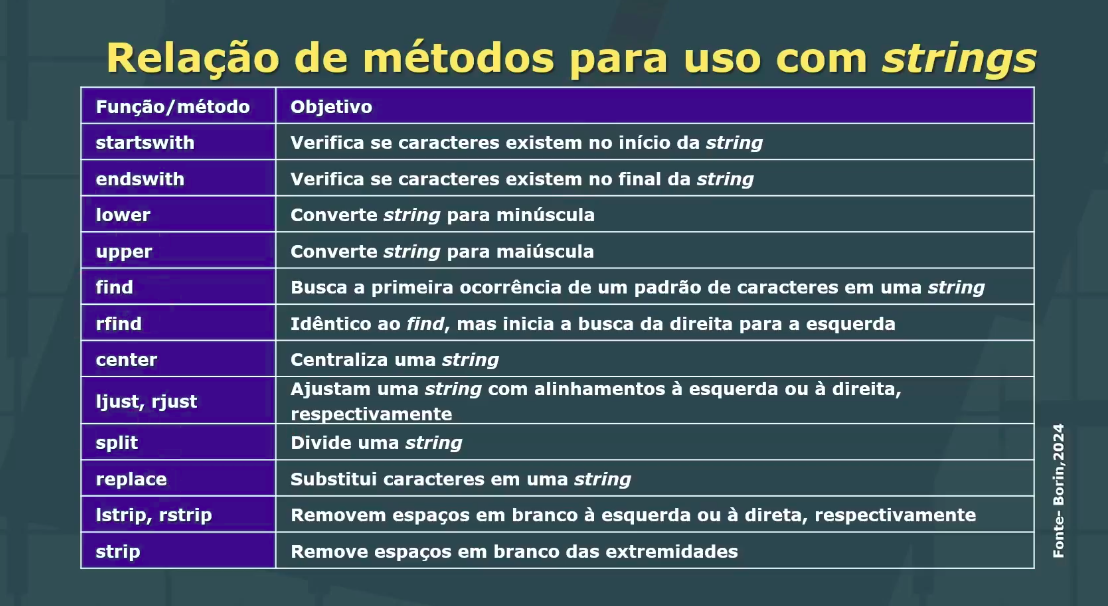 Relação de métodos para uso com strings
Função/método Objetivo
startswith Verifica se caracteres existem no início da string
endswith Verifica se caracteres existem no final da string
lower Converte string para minúscula
upper Converte string para maiúscula
find Busca a primeira ocorrência de um padrão de caracteres em uma string
rfind Idêntico ao find, mas inicia a busca da direita para a esquerda
center Centraliza uma string
ljust, rjust Ajustam uma string com alinhamentos à esquerda ou à direita,
respectivamente
split Divide uma string
replace Substitui caracteres em uma string
lstrip, rstrip Removem espaços em branco à esquerda ou à direta, respectivamente
strip Remove espaços em branco das extremidades
Fonte- Borin,2024